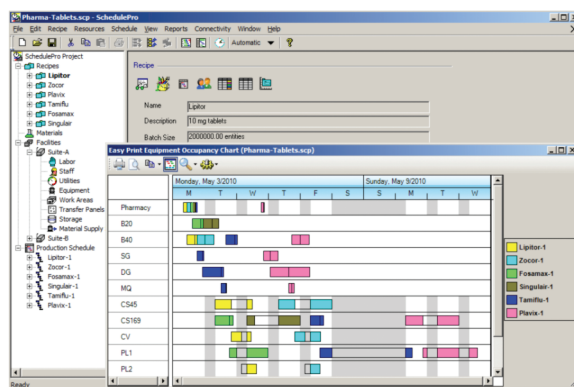 Pharma-Tablets.scp - SchedulePro
File Edit Recipe Resources Schedule View Reports Connectivity Window Help
Automatic
SchedulePro Project
Recipes
Lipitor
Zocor
Plavix
Tamiflu
Fosamax
Singulair
Materials
Facilities
Suite-A
Labor
Staff
Utilities
Equipment
Work Areas
Transfer Panels
Storage
Material Supply
Suite-B
Production Schedule
Lipitor-1
Zocor-1
Fosamax-1
Singulair-1
Tamiflu-1
Plavix-1
Ready
Recipe
Name Lipitor
Description 10 mg tablets
Batch Size 2000000.00 entities
Easy Print Equipment Occupancy Chart (Pharma-Tablets.scp)
Monday, May 3/2010 Sunday, May 9/2010
M T W T F S S M T W
Pharmacy
B20
B40
SG
DG
MQ
CS45
CS169
CV
PL1
PL2
Lipitor-1
Zocor-1
Fosamax-1
Singulair-1
Tamiflu-1
Plavix-1